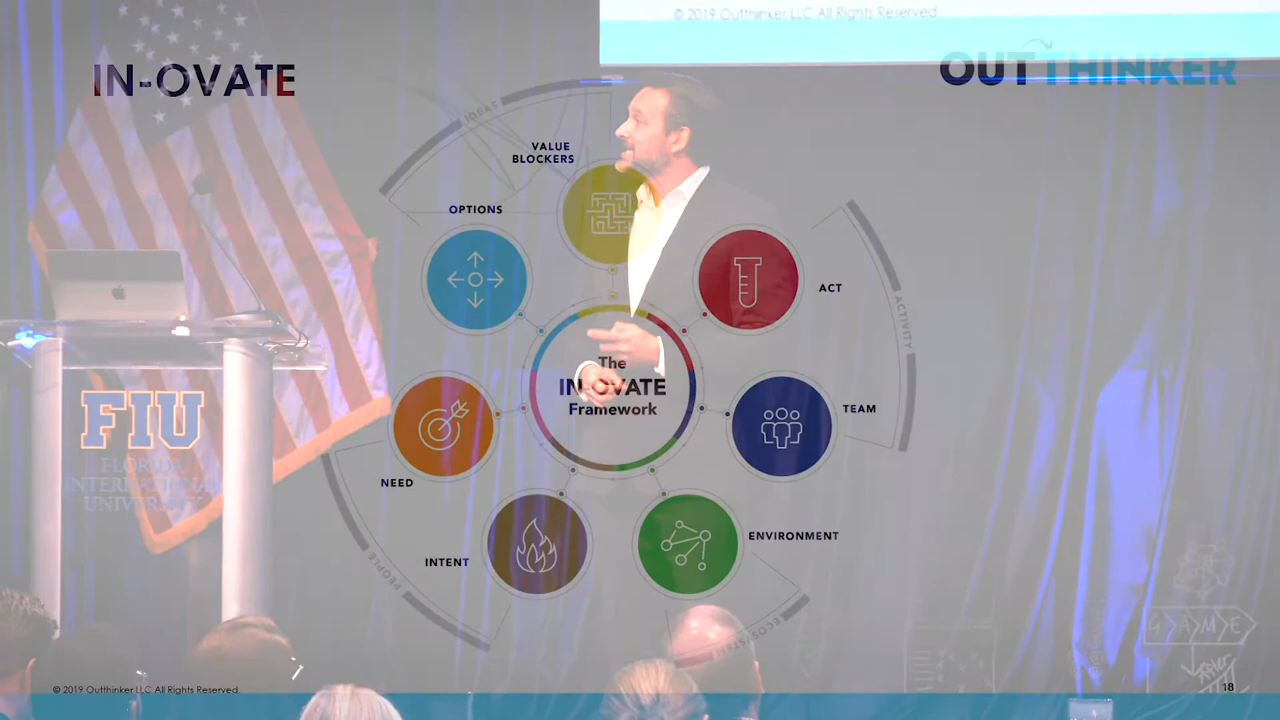 © 2019 Outthinker LLC All Rights Reserved
IN-OVATE
OUTTHINKER
IDEAS
VALUE
BLOCKERS
OPTIONS
ACT
ACTIVITY
The
IN-OVATE
Framework
TEAM
NEED
INTENT
ENVIRONMENT
PEOPLE
ECOSYSTEM
FIU
FLORIDA
INTERNATIONAL
UNIVERSITY
G A M E
© 2019 Outthinker LLC All Rights Reserved.
18